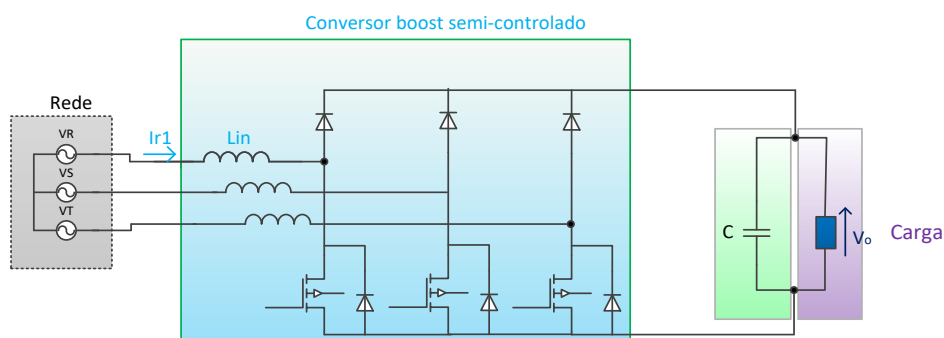 Conversor boost semi-controlado
Rede
VR
Ir1
Lin
VS
VT
C
Vo
Carga